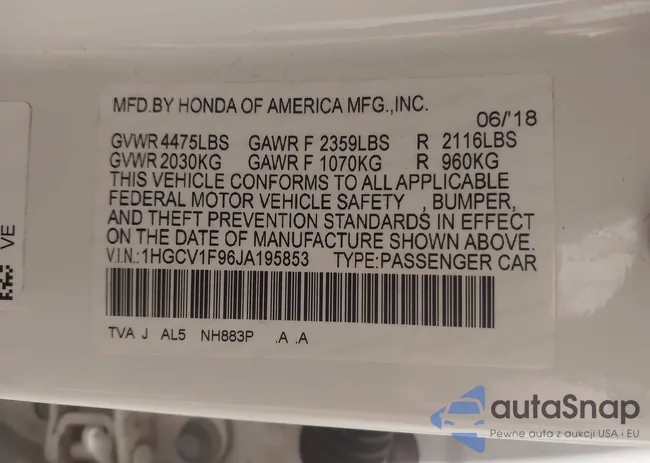 MFD.BY HONDA OF AMERICA MFG.,INC.
06/'18
GVWR 4475LBS GAWR F 2359LBS R 2116LBS
GVWR 2030KG GAWR F 1070KG R 960KG
THIS VEHICLE CONFORMS TO ALL APPLICABLE
FEDERAL MOTOR VEHICLE SAFETY , BUMPER,
AND THEFT PREVENTION STANDARDS IN EFFECT
ON THE DATE OF MANUFACTURE SHOWN ABOVE.
V.I.N.:1HGCV1F96JA195853 TYPE:PASSENGER CAR
TVA J AL5 NH883P .A .A
VE
autaSnap
Pewne auta z aukcji USA i EU